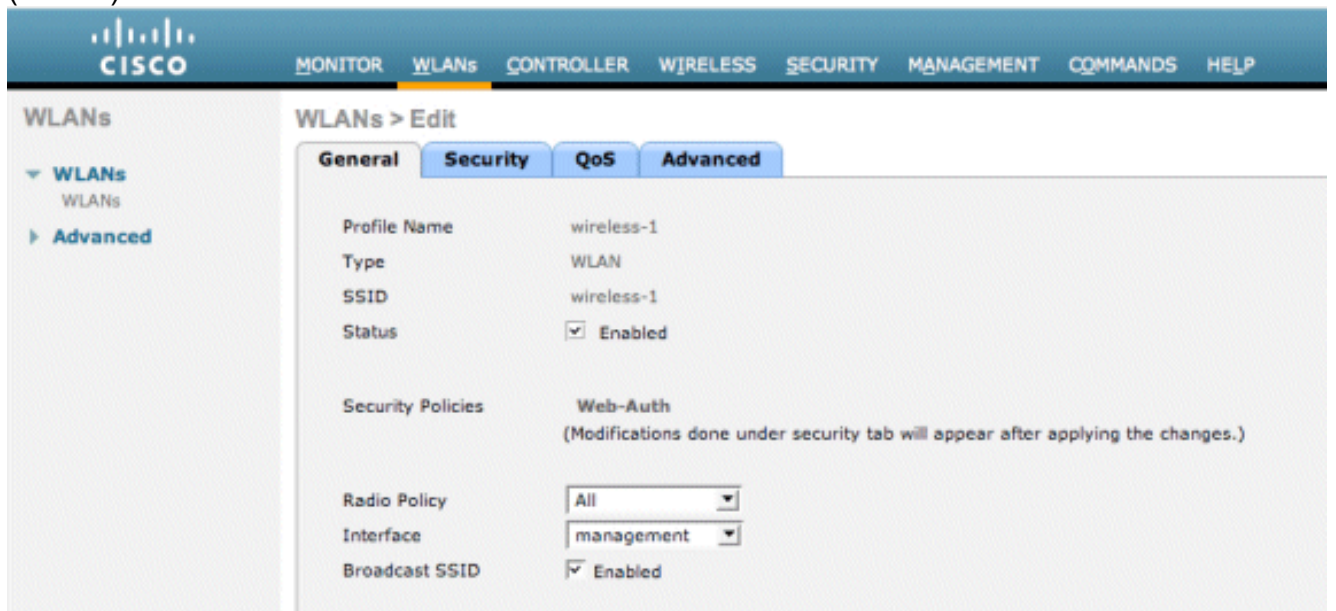 CISCO
MONITOR WLANs CONTROLLER WIRELESS SECURITY MANAGEMENT COMMANDS HELP
WLANs
WLANs
WLANs
Advanced
WLANs > Edit
General Security QoS Advanced
Profile Name wireless-1
Type WLAN
SSID wireless-1
Status Enabled
Security Policies Web-Auth
(Modifications done under security tab will appear after applying the changes.)
Radio Policy All
Interface management
Broadcast SSID Enabled